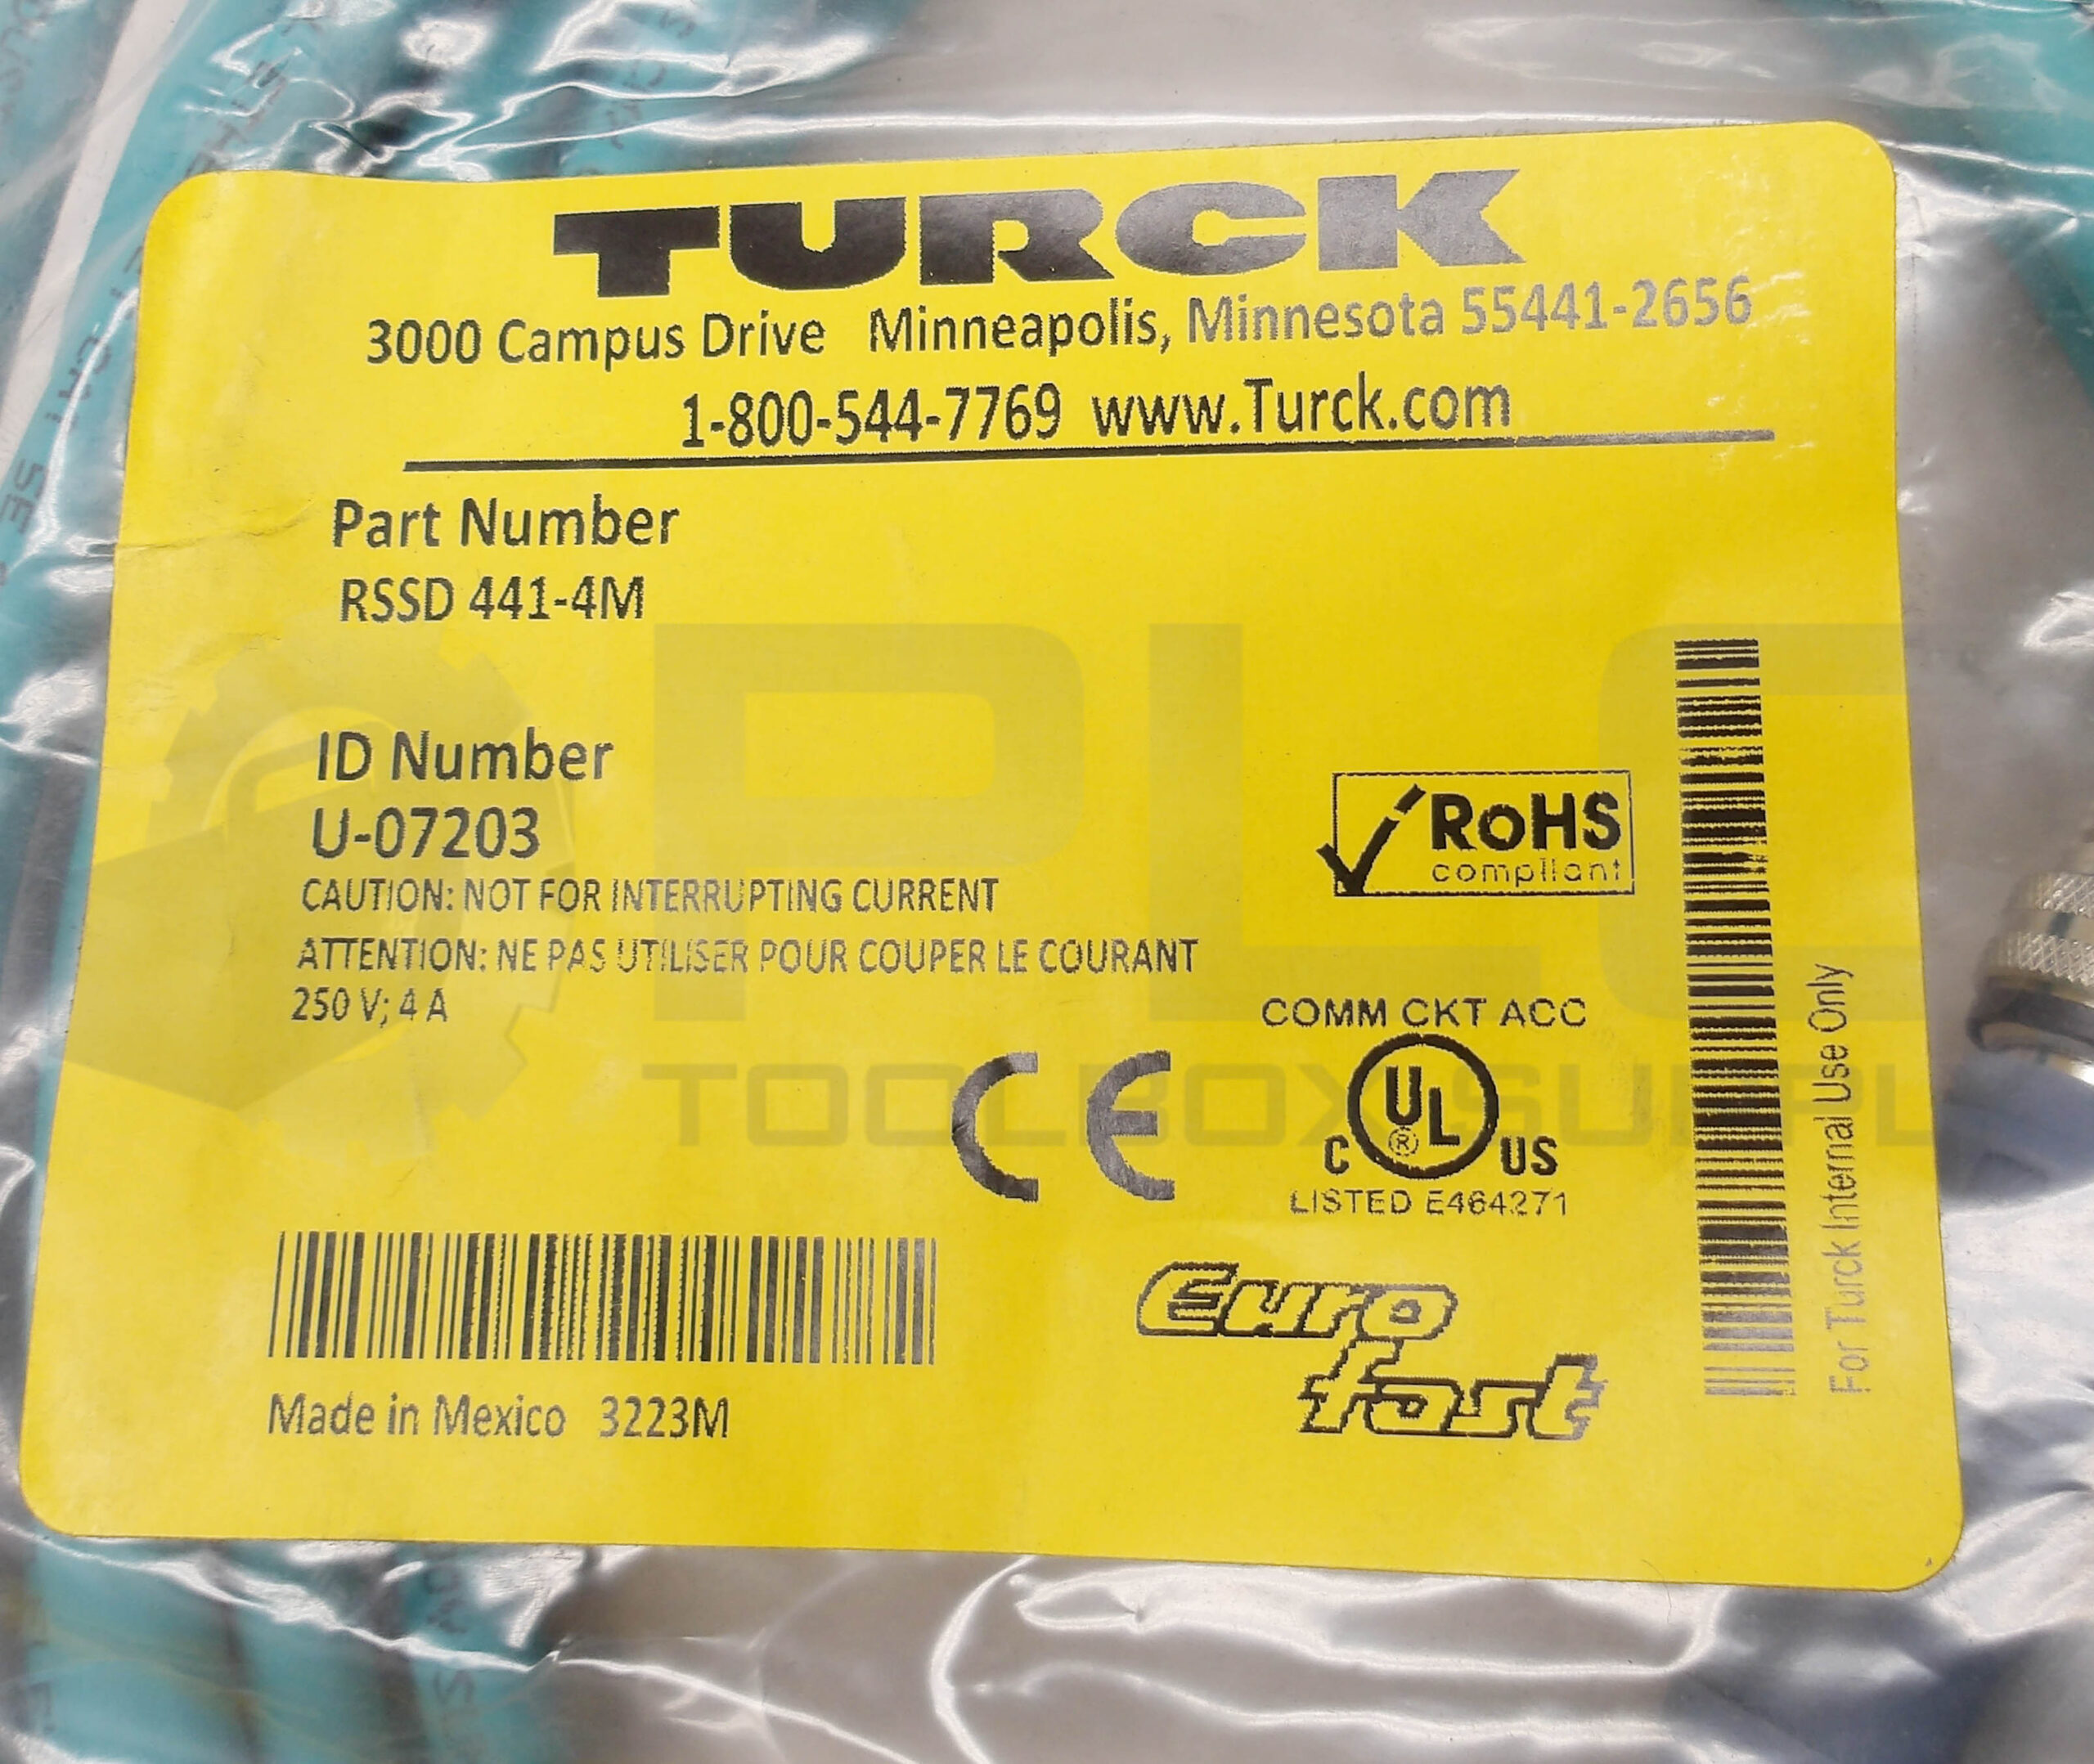 TURCK
3000 Campus Drive Minneapolis, Minnesota 55441-2656
1-800-544-7769 www.Turck.com
Part Number
RSSD 441-4M
ID Number
U-07203
CAUTION: NOT FOR INTERRUPTING CURRENT
ATTENTION: NE PAS UTILISER POUR COUPER LE COURANT
250 V; 4 A
RoHS
compliant
COMM CKT ACC
CE
C UL ® US
LISTED E464271
Euro
fast
Made in Mexico 3223M
For Turck Internal Use Only
PLC
TOOLBOX SUPPL